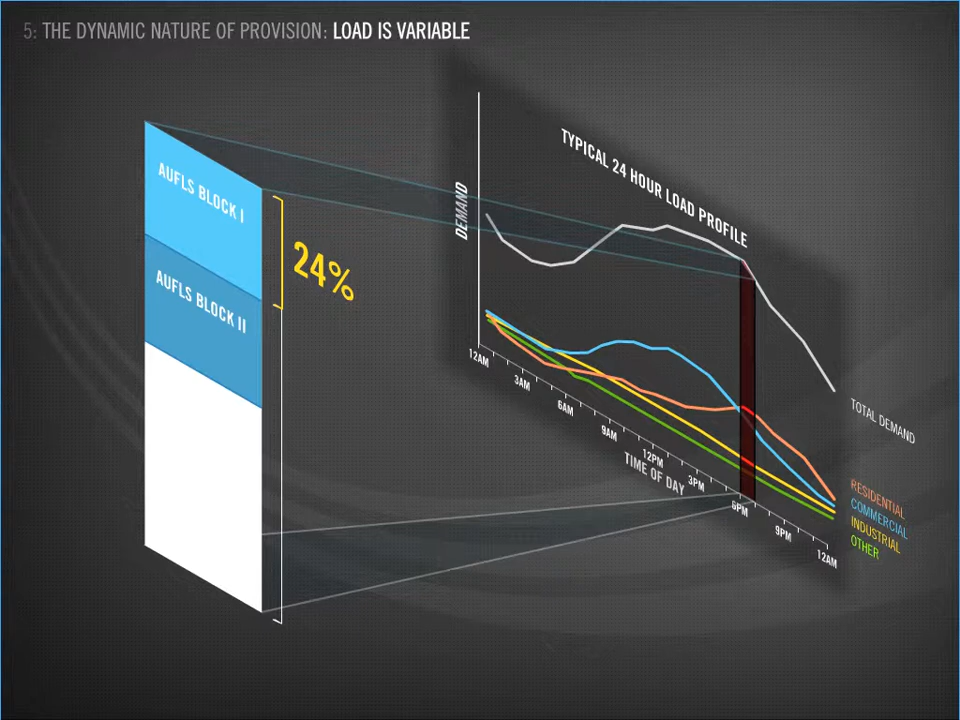 5: THE DYNAMIC NATURE OF PROVISION: LOAD IS VARIABLE
AUFLS BLOCK I
AUFLS BLOCK II
24%
TYPICAL 24 HOUR LOAD PROFILE
DEMAND
12AM
3AM
6AM
9AM
12PM
3PM
6PM
9PM
12AM
TIME OF DAY
TOTAL DEMAND
RESIDENTIAL
COMMERCIAL
INDUSTRIAL
OTHER